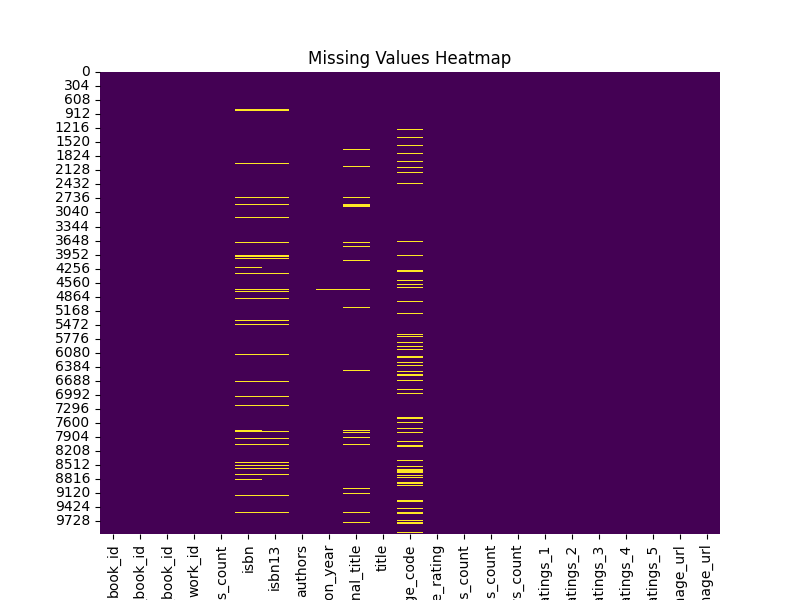 Missing Values Heatmap
0
304
608
912
1216
1520
1824
2128
2432
2736
3040
3344
3648
3952
4256
4560
4864
5168
5472
5776
6080
6384
6688
6992
7296
7600
7904
8208
8512
8816
9120
9424
9728
book_id
book_id
book_id
work_id
s_count
isbn
isbn13
authors
on_year
nal_title
title
ge_code
e_rating
s_count
s_count
s_count
atings_1
atings_2
atings_3
atings_4
atings_5
nage_url
nage_url